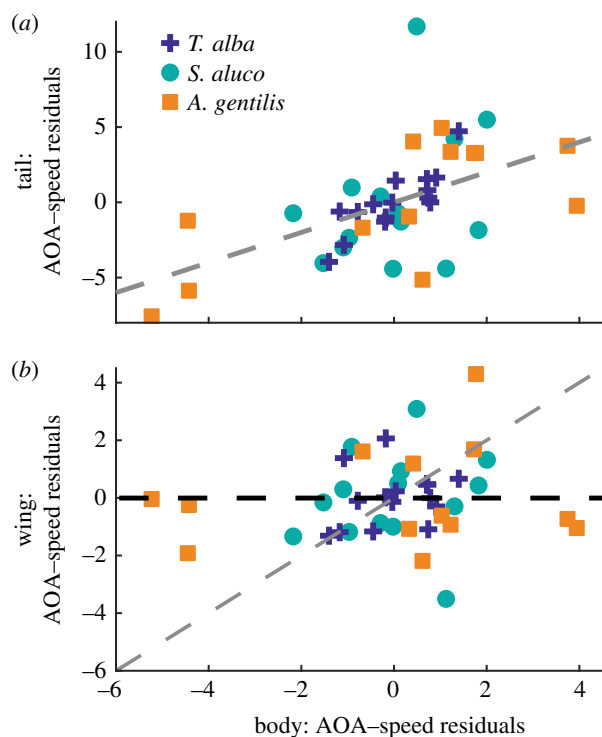 (a)
T. alba
S. aluco
A. gentilis
tail:
AOA–speed residuals
10
5
0
−5
(b)
wing:
AOA–speed residuals
4
2
0
−2
−4
−6
−6 −4 −2 0 2 4
body: AOA–speed residuals